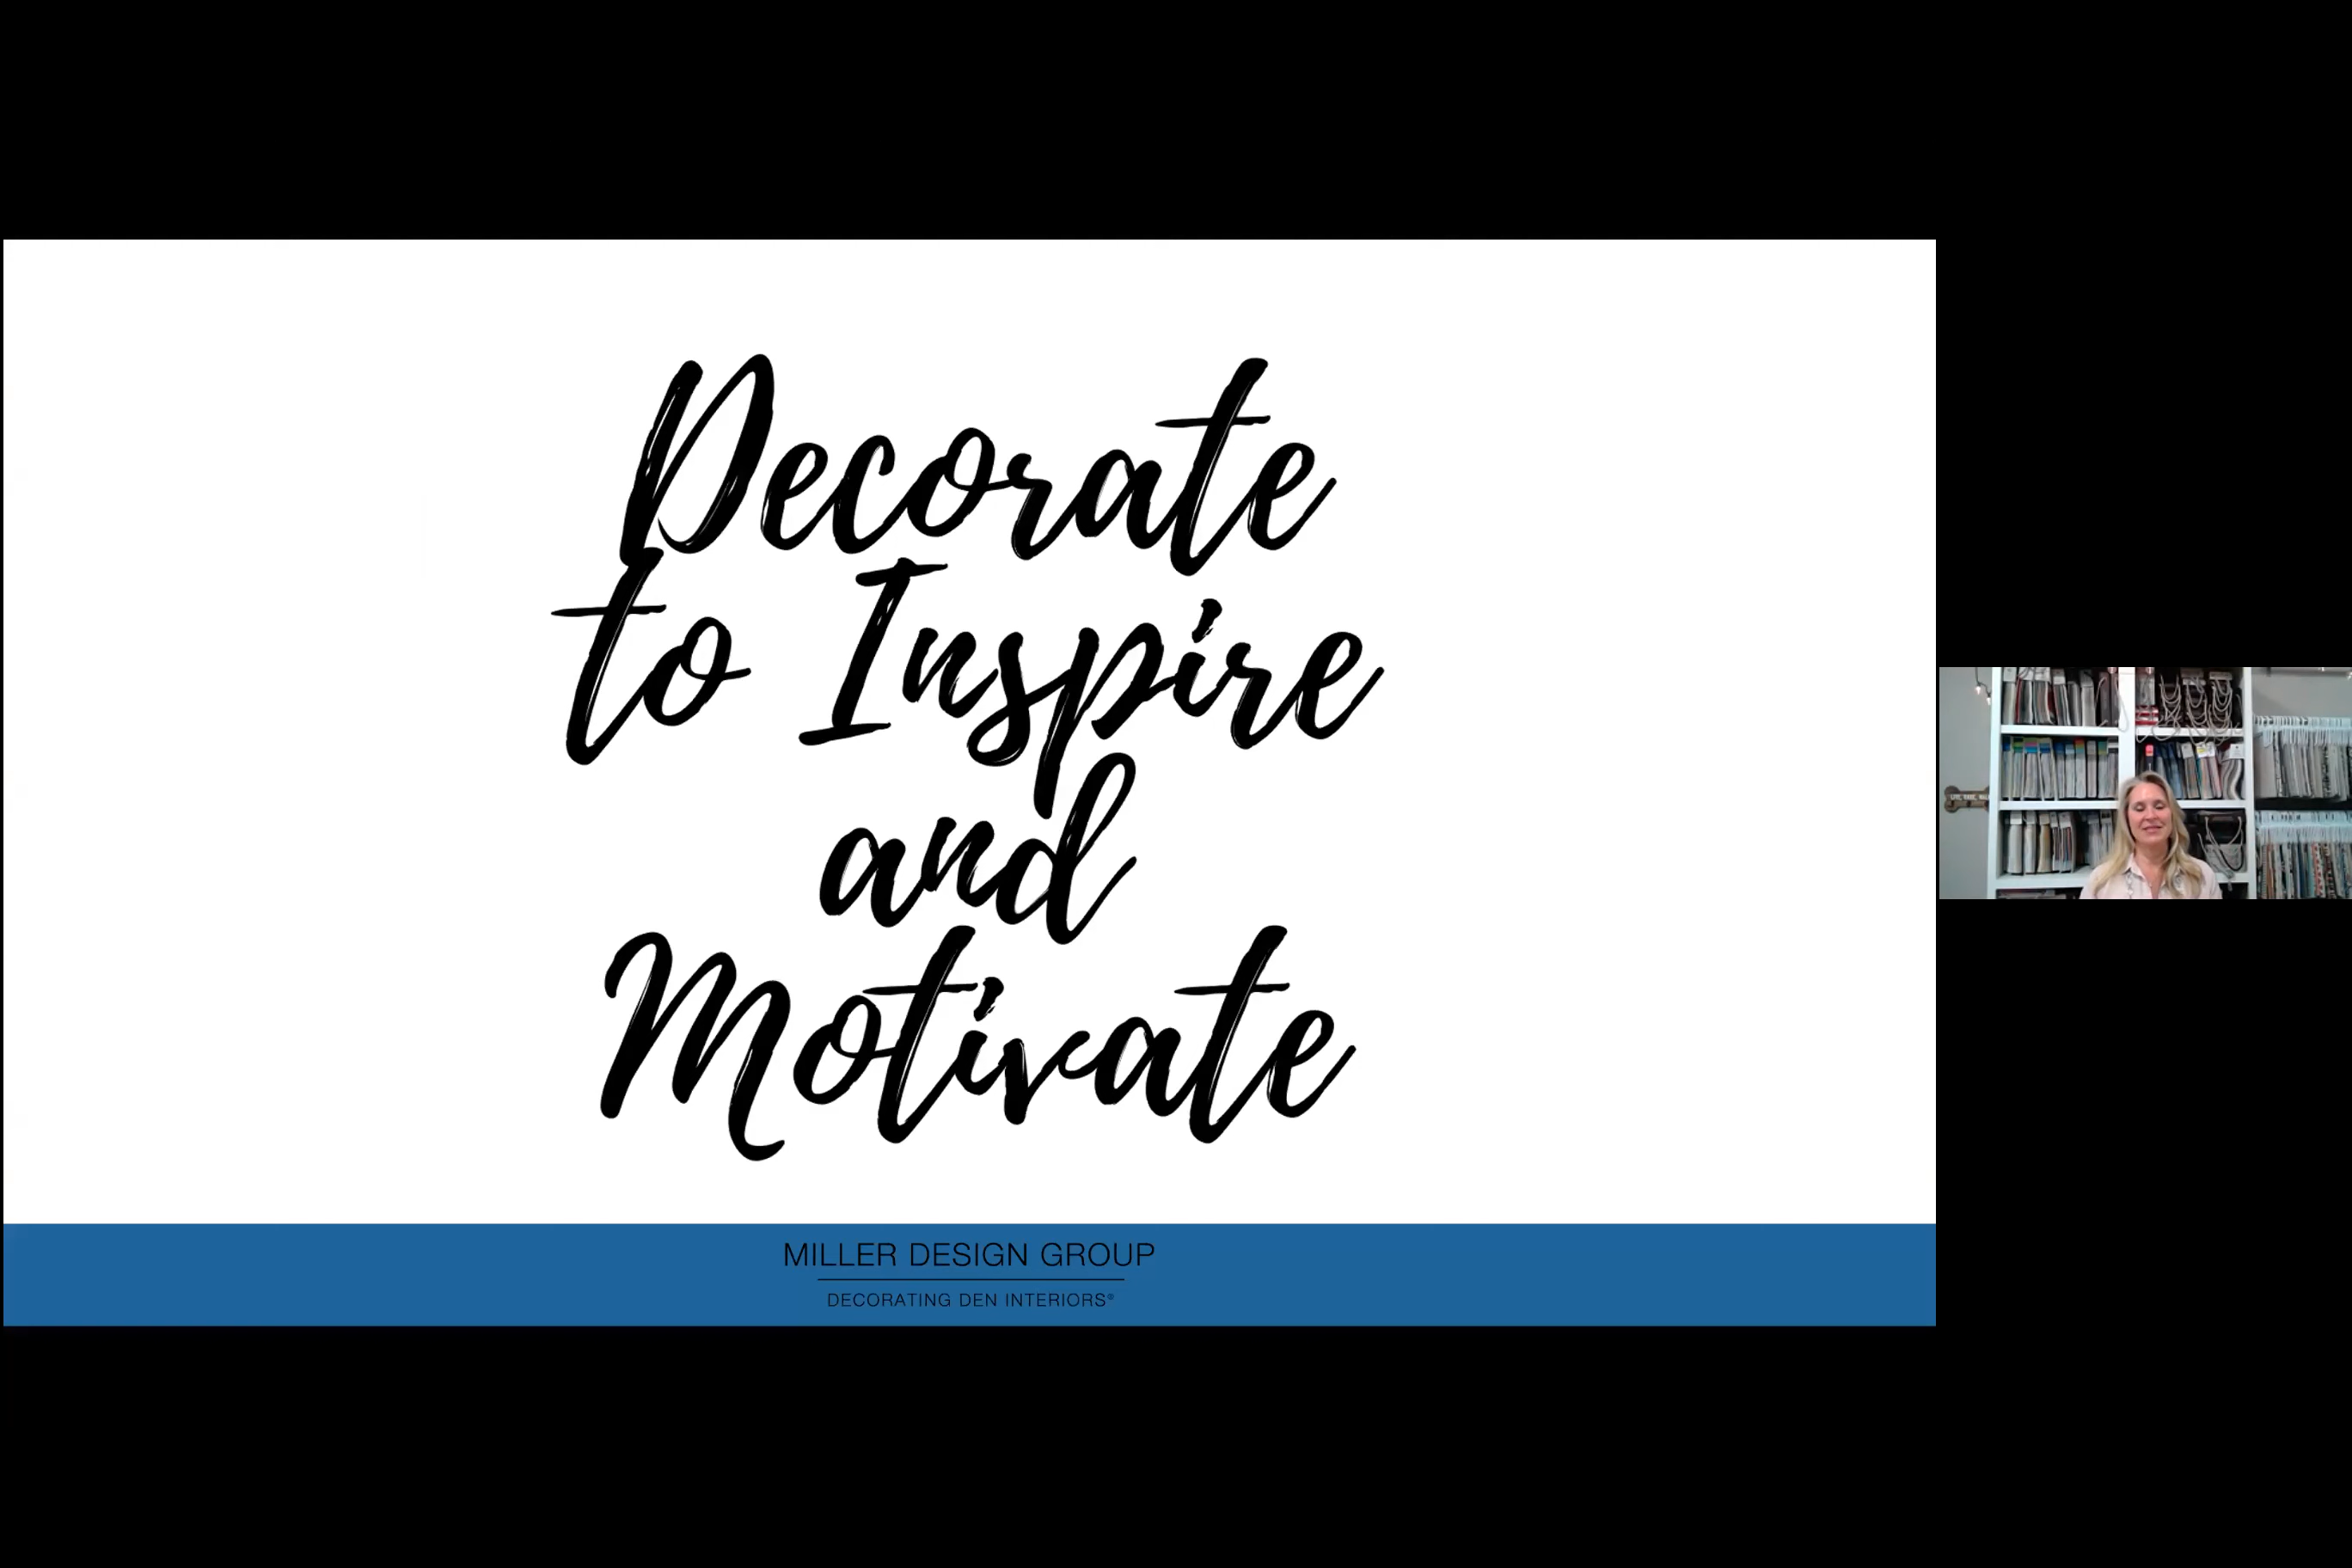 Decorate
to Inspire
and
Motivate
MILLER DESIGN GROUP
DECORATING DEN INTERIORS®